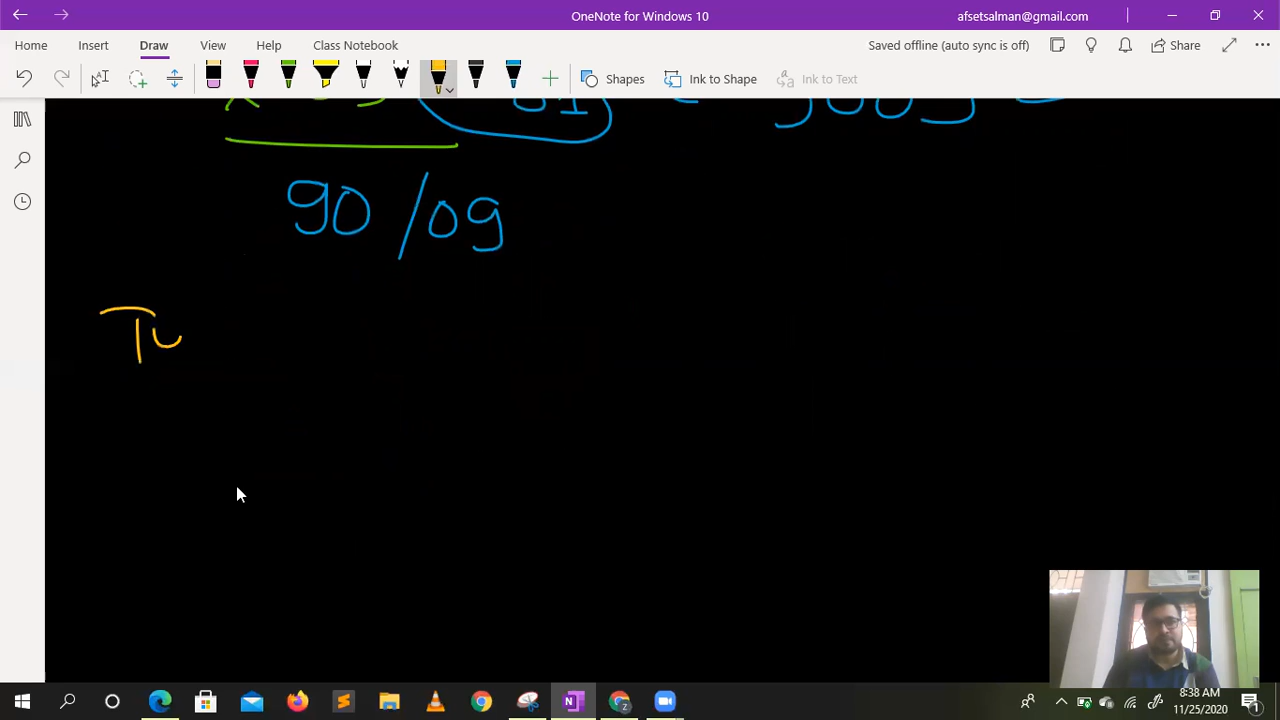 OneNote for Windows 10
afsetsalman@gmail.com
Home Insert Draw View Help Class Notebook
Saved offline (auto sync is off)
Share
Shapes
Ink to Shape
Ink to Text
90/09
Tu
8:38 AM
11/25/2020
1